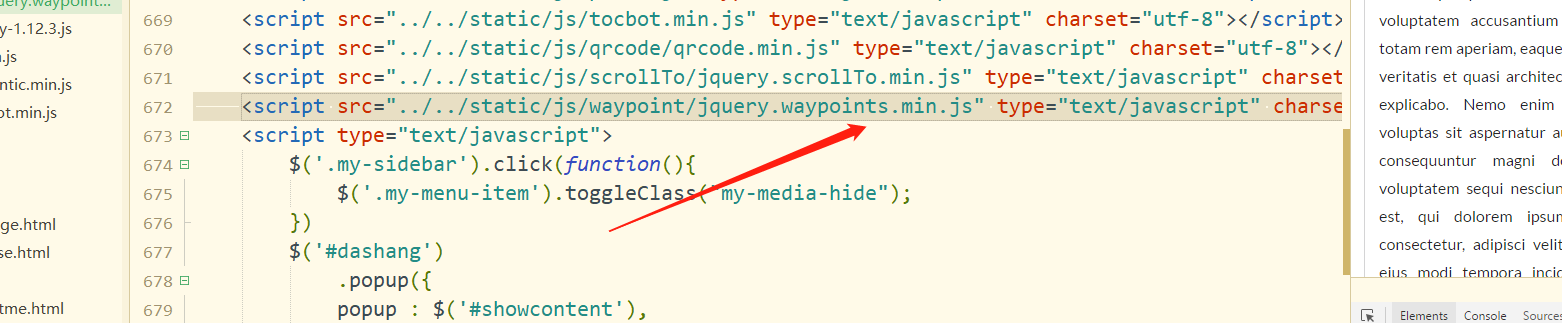 y-1.12.3.js
.js
ntic.min.js
ot.min.js
ge.html
se.html
tme.html
669 <script src="../../static/js/tocbot.min.js" type="text/javascript" charset="utf-8"></script>
670 <script src="../../static/js/qrcode/qrcode.min.js" type="text/javascript" charset="utf-8"></
671 <script src="../../static/js/scrollTo/jquery.scrollTo.min.js" type="text/javascript" charset
672 <script src="../../static/js/waypoint/jquery.waypoints.min.js" type="text/javascript" charse
673 <script type="text/javascript">
674 $('.my-sidebar').click(function(){
675 $('.my-menu-item').toggleClass("my-media-hide");
676 })
677 $('#dashang')
678 .popup({
679 popup : $('#showcontent'),
voluptatem accusantium
totam rem aperiam, eaque
veritatis et quasi architec
explicabo. Nemo enim
voluptas sit aspernatur au
consequuntur magni do
voluptatem sequi nesciun
est, qui dolorem ipsum
consectetur, adipisci velit
eius modi tempora incid
Elements Console Sources